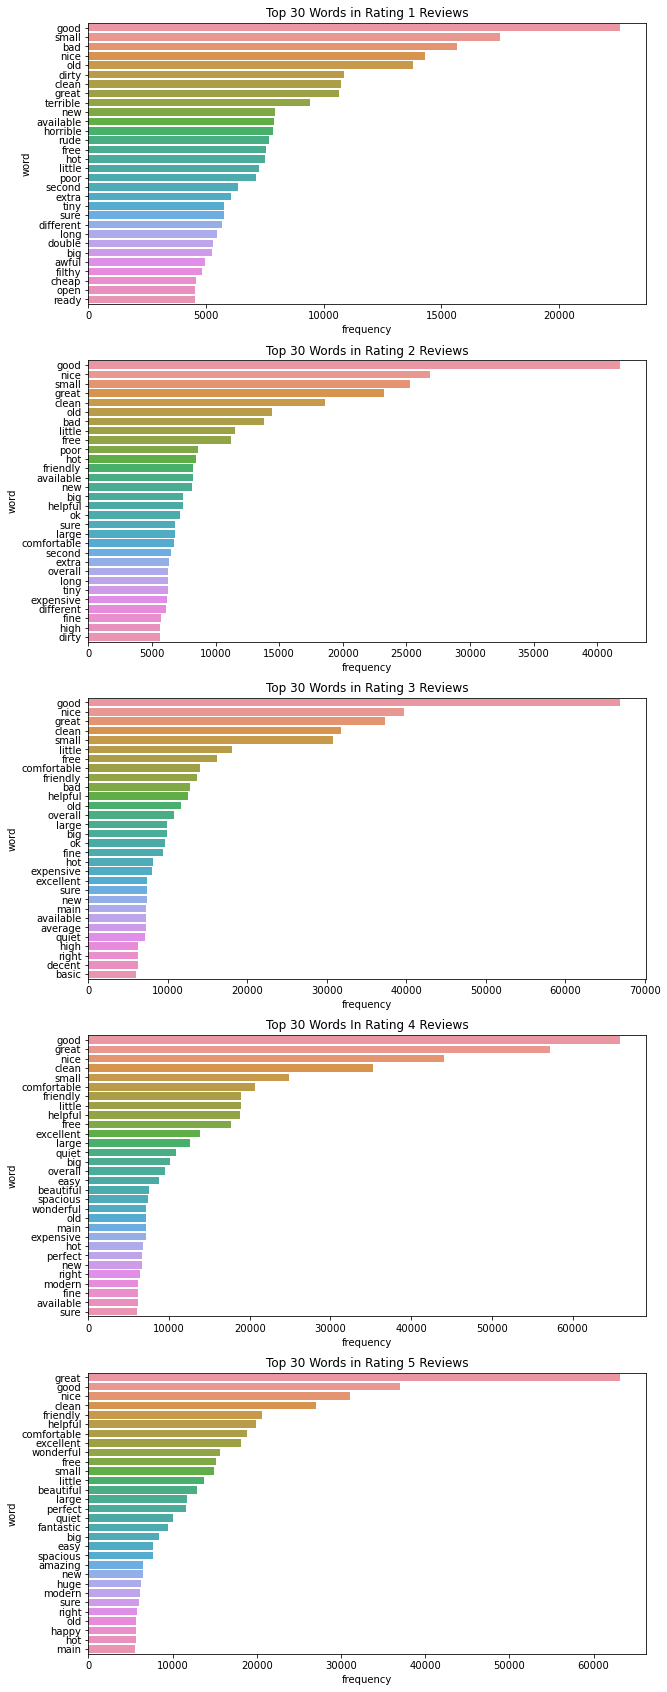 Top 30 Words in Rating 1 Reviews
good
small
bad
nice
old
dirty
clean
great
terrible
new
available
horrible
rude
free
hot
little
poor
second
extra
tiny
sure
different
long
double
big
awful
filthy
cheap
open
ready
word
0 5000 10000 15000 20000
frequency
Top 30 Words in Rating 2 Reviews
good
nice
small
great
clean
old
bad
little
free
poor
hot
friendly
available
new
big
helpful
ok
sure
large
comfortable
second
extra
overall
long
tiny
expensive
different
fine
high
dirty
word
0 5000 10000 15000 20000 25000 30000 35000 40000
frequency
Top 30 Words in Rating 3 Reviews
good
nice
great
clean
small
little
free
comfortable
friendly
bad
helpful
old
overall
large
big
ok
fine
hot
expensive
excellent
sure
new
main
available
average
quiet
high
right
decent
basic
word
0 10000 20000 30000 40000 50000 60000 70000
frequency
Top 30 Words In Rating 4 Reviews
good
great
nice
clean
small
comfortable
friendly
little
helpful
free
excellent
large
quiet
big
overall
easy
beautiful
spacious
wonderful
old
main
expensive
hot
perfect
new
right
modern
fine
available
sure
word
0 10000 20000 30000 40000 50000 60000
frequency
Top 30 Words in Rating 5 Reviews
great
good
nice
clean
friendly
helpful
comfortable
excellent
wonderful
free
small
little
beautiful
large
perfect
quiet
fantastic
big
easy
spacious
amazing
new
huge
modern
sure
right
old
happy
hot
main
word
0 10000 20000 30000 40000 50000 60000
frequency